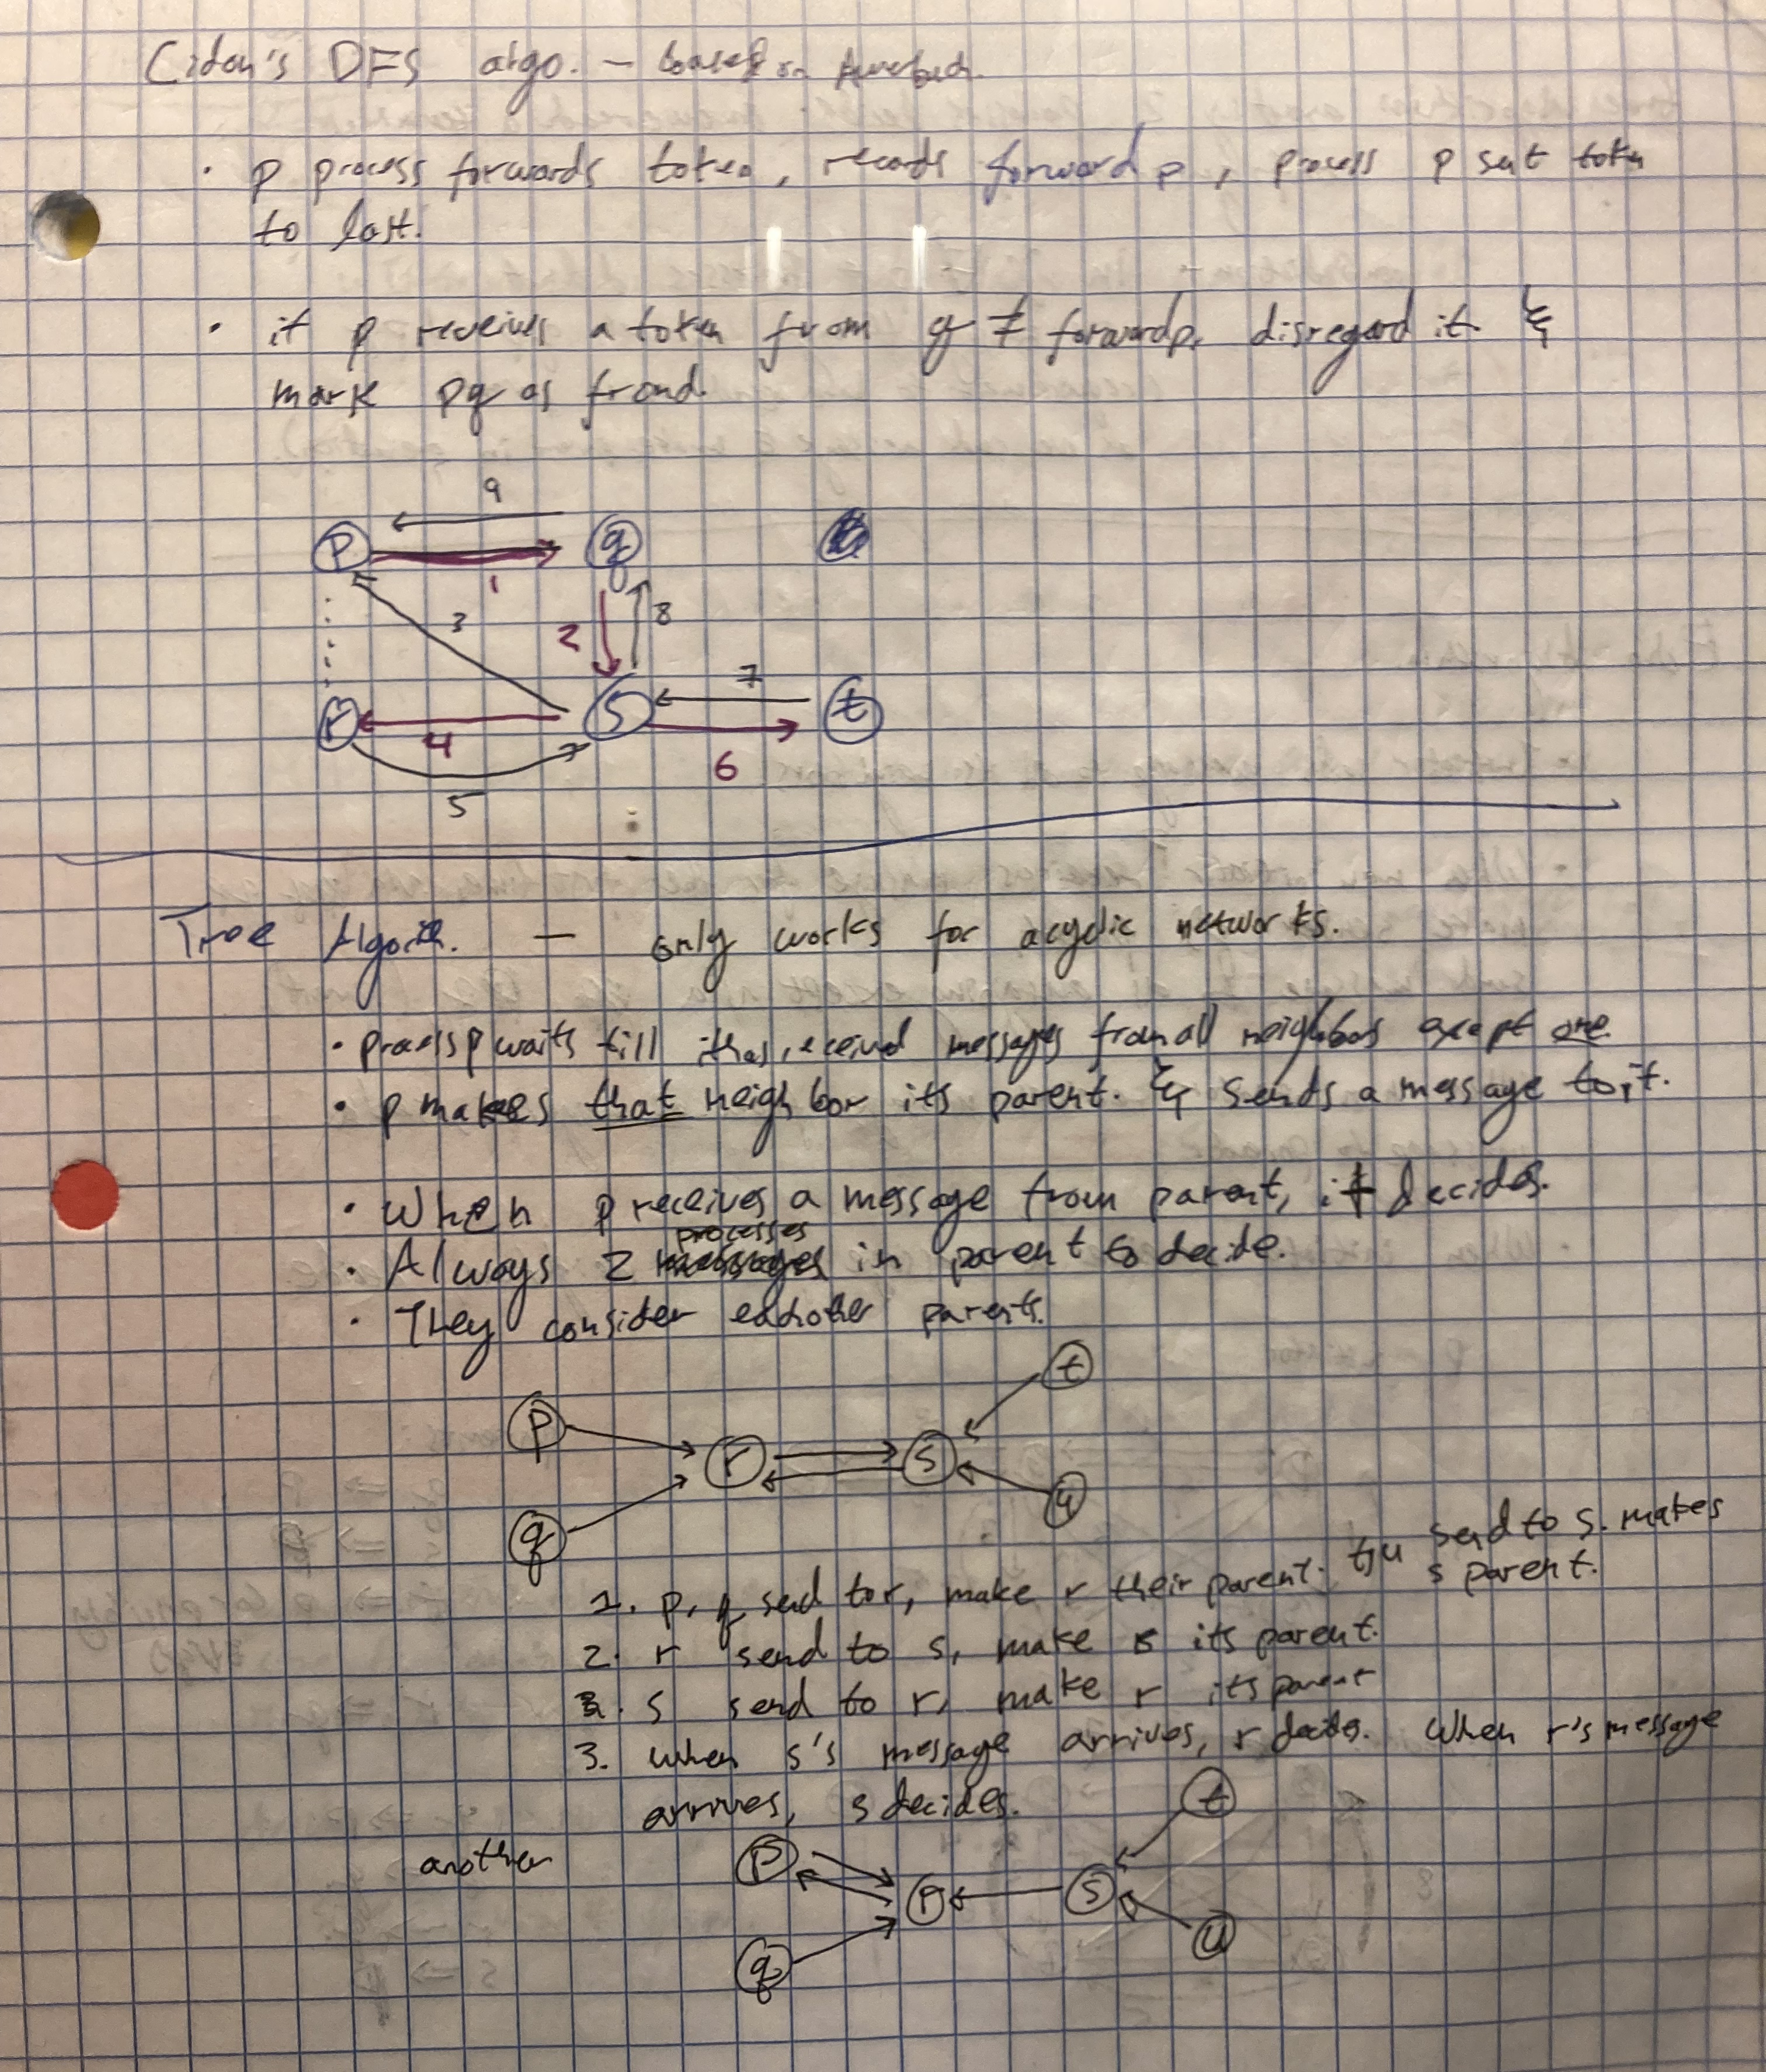 Cidon's DFS algo. — based on Awerbuch.
· p process forwards token, records forward p, process p sent token
to last.
· if p receives a token from q ≠ forwardp, disregard it &
mark pq as frond.
9
p q
1
3 2 8
7
r s t
4
6
5
Tree Algorit. — only works for acyclic networks.
· process p waits till it has received messages from all neighbors except one.
· p makes that neighbor its parent. & sends a message to it.
· When p receives a message from parent, it decides.
processes
· Always 2 in parent to decide.
· They consider eachother parents.
t
p
r s
q u
1. p, q send to r, make r their parent. t,u send to s. makes
s parent.
2. r send to s, make s its parent.
s send to r, make r its parent
3. when s's message arrives, r decides. When r's message
arrives, s decides.
t
another p
r s
q u